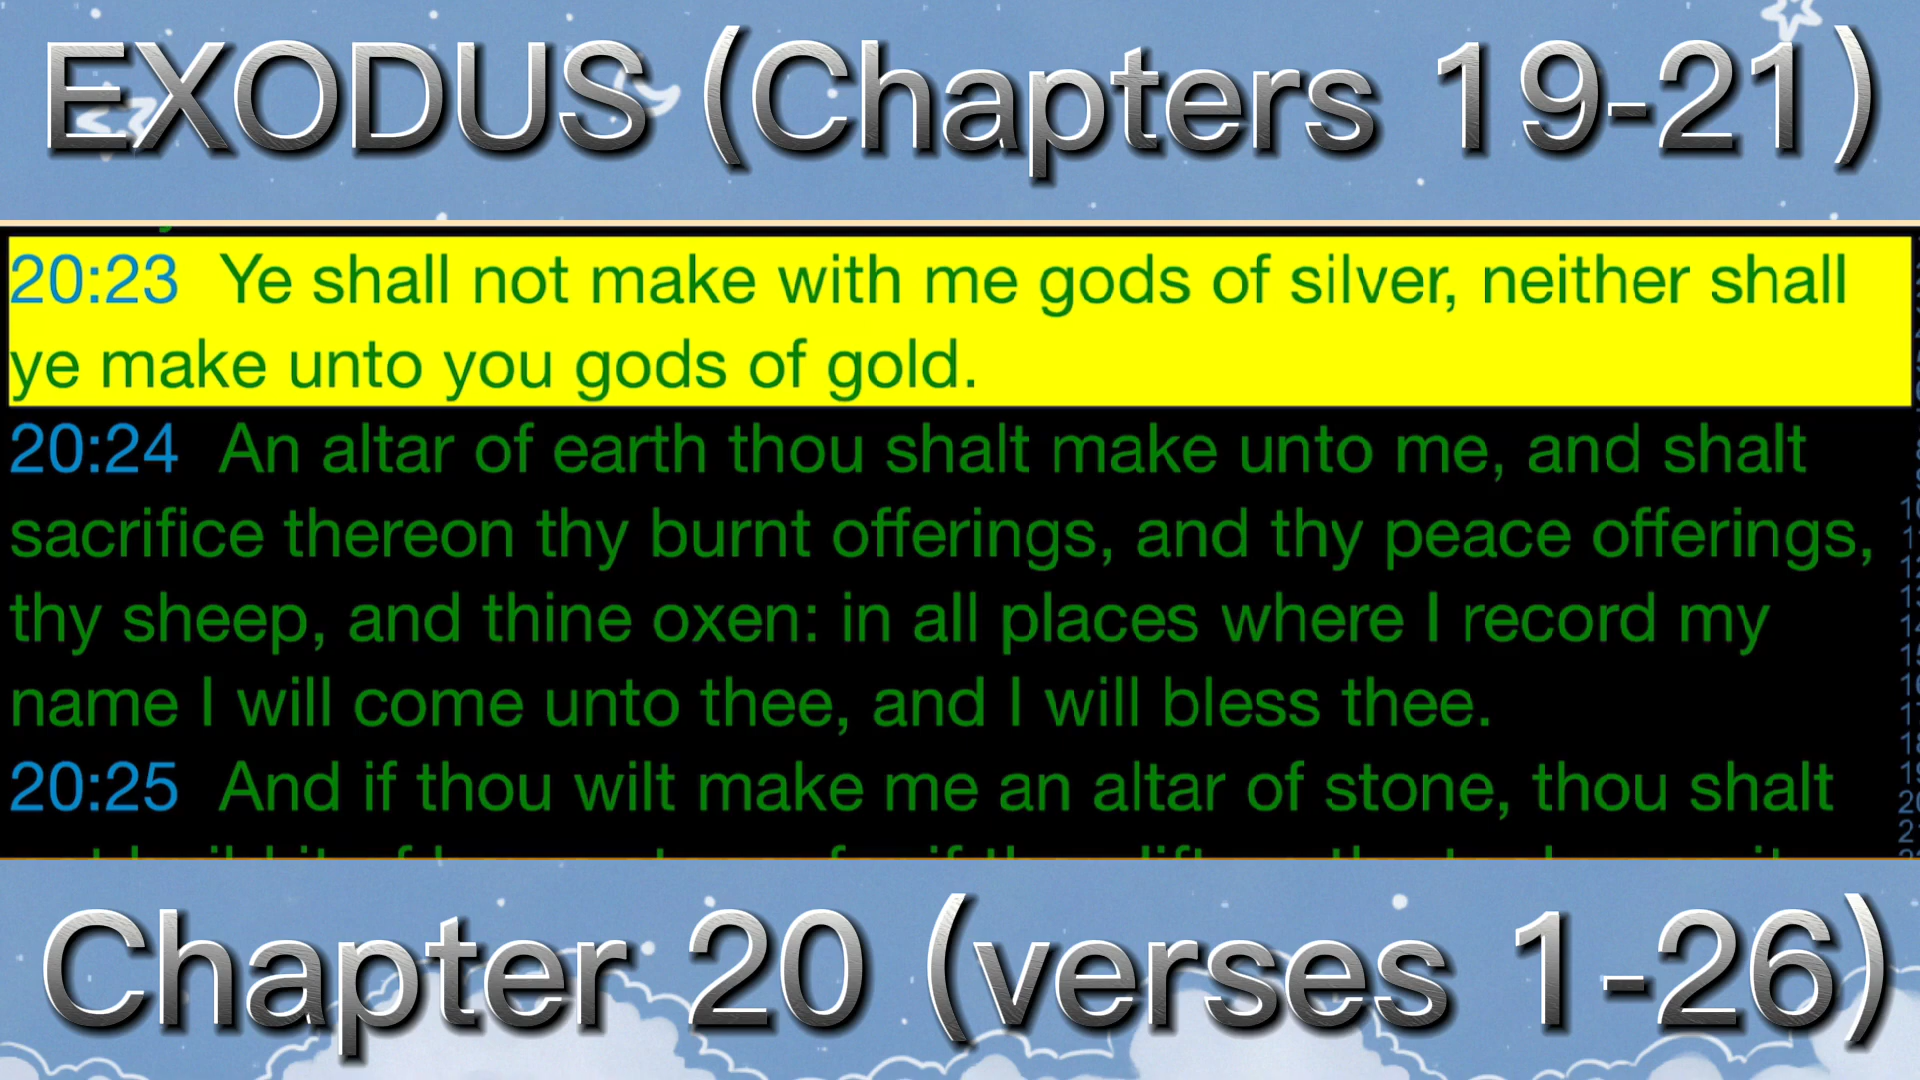 EXODUS (Chapters 19-21)
20:23 Ye shall not make with me gods of silver, neither shall
ye make unto you gods of gold.
20:24 An altar of earth thou shalt make unto me, and shalt
sacrifice thereon thy burnt offerings, and thy peace offerings,
thy sheep, and thine oxen: in all places where I record my
name I will come unto thee, and I will bless thee.
20:25 And if thou wilt make me an altar of stone, thou shalt
Chapter 20 (verses 1-26)